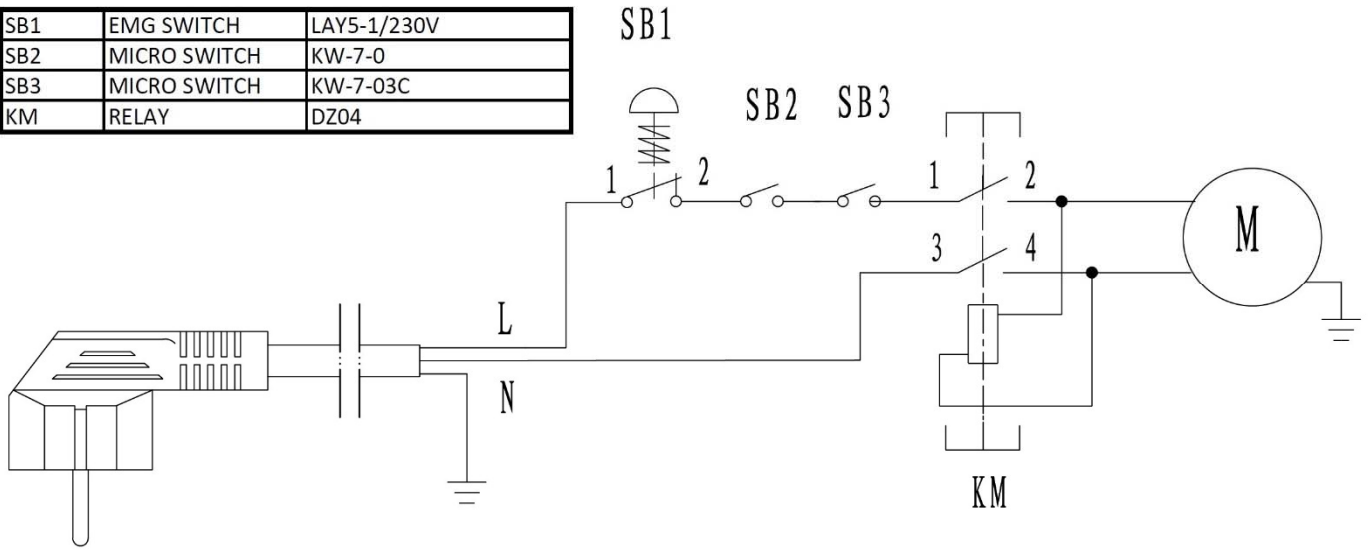 SB1 EMG SWITCH LAY5-1/230V
SB2 MICRO SWITCH KW-7-0
SB3 MICRO SWITCH KW-7-03C
KM RELAY DZ04
SB1
SB2 SB3
1 2 1 2
3 4 M
L
N
KM